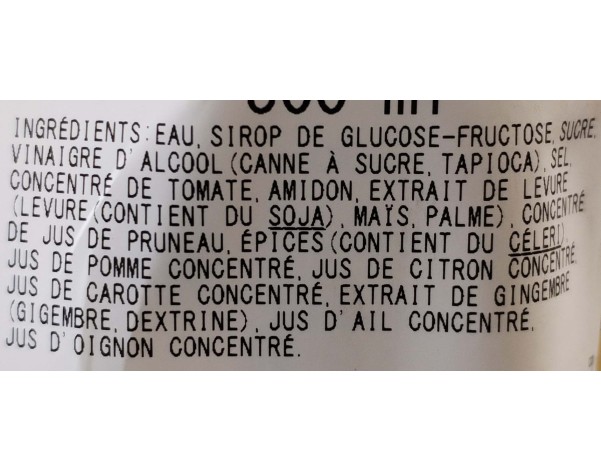 INGRÉDIENTS:EAU, SIROP DE GLUCOSE-FRUCTOSE, SUCRE,
VINAIGRE D'ALCOOL (CANNE À SUCRE, TAPIOCA), SEL,
CONCENTRÉ DE TOMATE, AMIDON, EXTRAIT DE LEVURE
(LEVURE(CONTIENT DU SOJA), MAÏS, PALME), CONCENTRÉ
DE JUS DE PRUNEAU, ÉPICES (CONTIENT DU CÉLERI),
JUS DE POMME CONCENTRÉ, JUS DE CITRON CONCENTRÉ,
JUS DE CAROTTE CONCENTRÉ, EXTRAIT DE GINGEMBRE
(GIGEMBRE, DEXTRINE), JUS D'AIL CONCENTRÉ,
JUS D'OIGNON CONCENTRÉ.